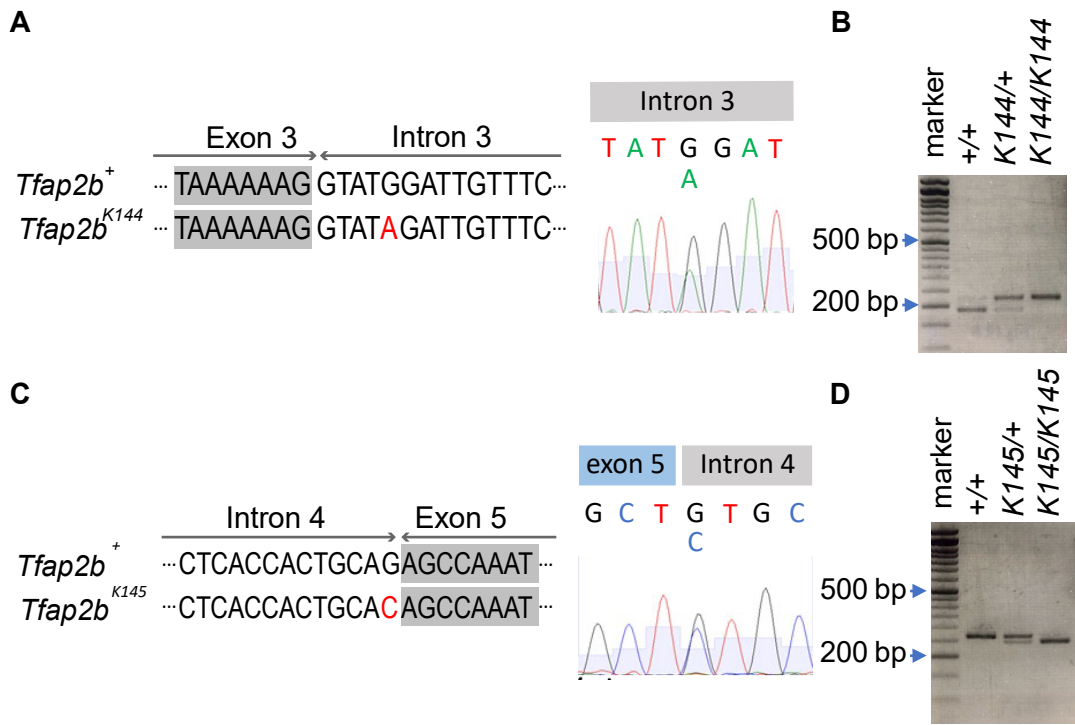 A
Exon 3 Intron 3
Tfap2b+ ... TAAAAAAG GTATGGATTGTTTC...
Tfap2bK144 ... TAAAAAAG GTATAGATTGTTTC...
Intron 3
T A T G G A T
A
B
marker
+/+
K144/+
K144/K144
500 bp
200 bp
C
Intron 4 Exon 5
Tfap2b+ ...CTCACCACTGCAGAGCCAAAT...
Tfap2bK145 ...CTCACCACTGCACAGCCAAAT...
exon 5 Intron 4
G C T G T G C
C
D
marker
+/+
K145/+
K145/K145
500 bp
200 bp